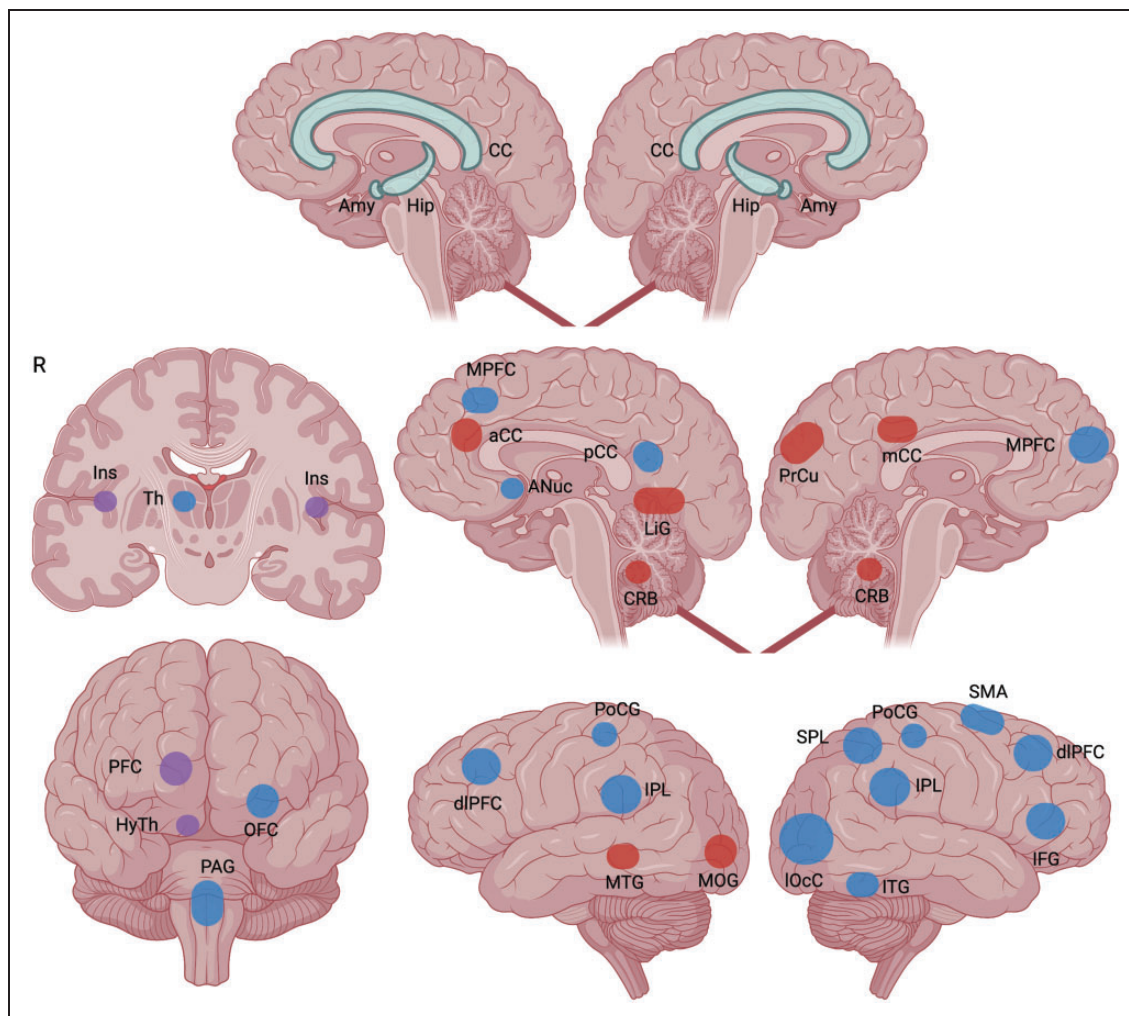 CC
CC
Amy
Hip
Hip
Amy
R
MPFC
aCC
pCC
ANuc
LiG
CRB
PrCu
mCC
MPFC
CRB
Ins
Th
Ins
PFC
HyTh
OFC
PAG
PoCG
dlPFC
IPL
MTG
MOG
SMA
PoCG
SPL
dlPFC
IPL
IFG
IOcC
ITG